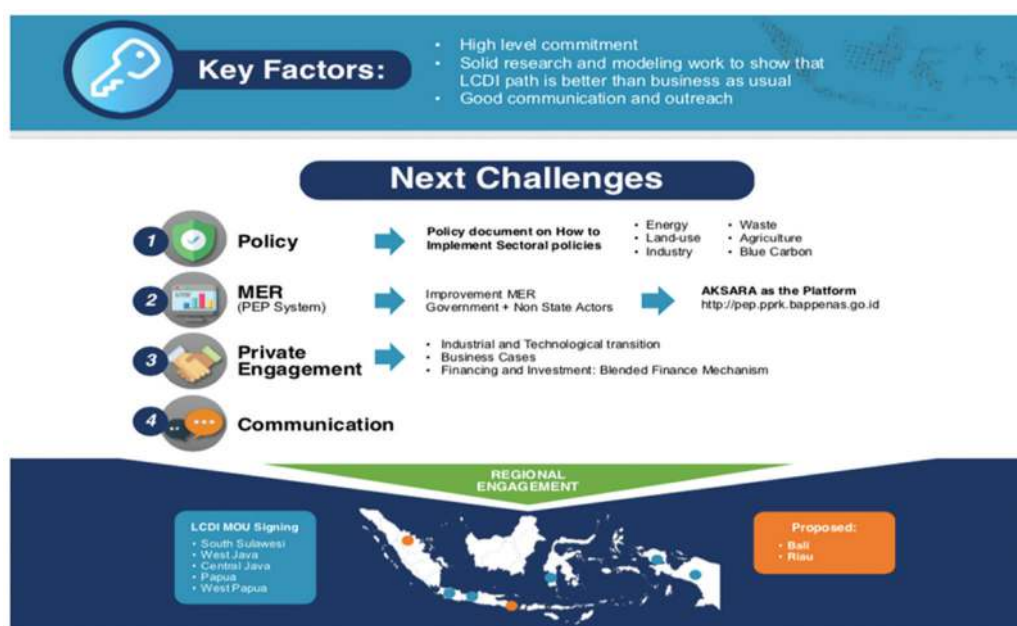 Key Factors:
• High level commitment
• Solid research and modeling work to show that
LCDI path is better than business as usual
• Good communication and outreach
Next Challenges
1
Policy
Policy document on How to
Implement Sectoral policies
• Energy
• Land-use
• Industry
• Waste
• Agriculture
• Blue Carbon
2
MER
(PEP System)
Improvement MER
Government + Non State Actors
AKSARA as the Platform
http://pep.pprk.bappenas.go.id
3
Private
Engagement
• Industrial and Technological transition
• Business Cases
• Financing and Investment: Blended Finance Mechanism
4
Communication
REGIONAL
ENGAGEMENT
LCDI MOU Signing
• South Sulawesi
• West Java
• Central Java
• Papua
• West Papua
Proposed:
• Bali
• Riau